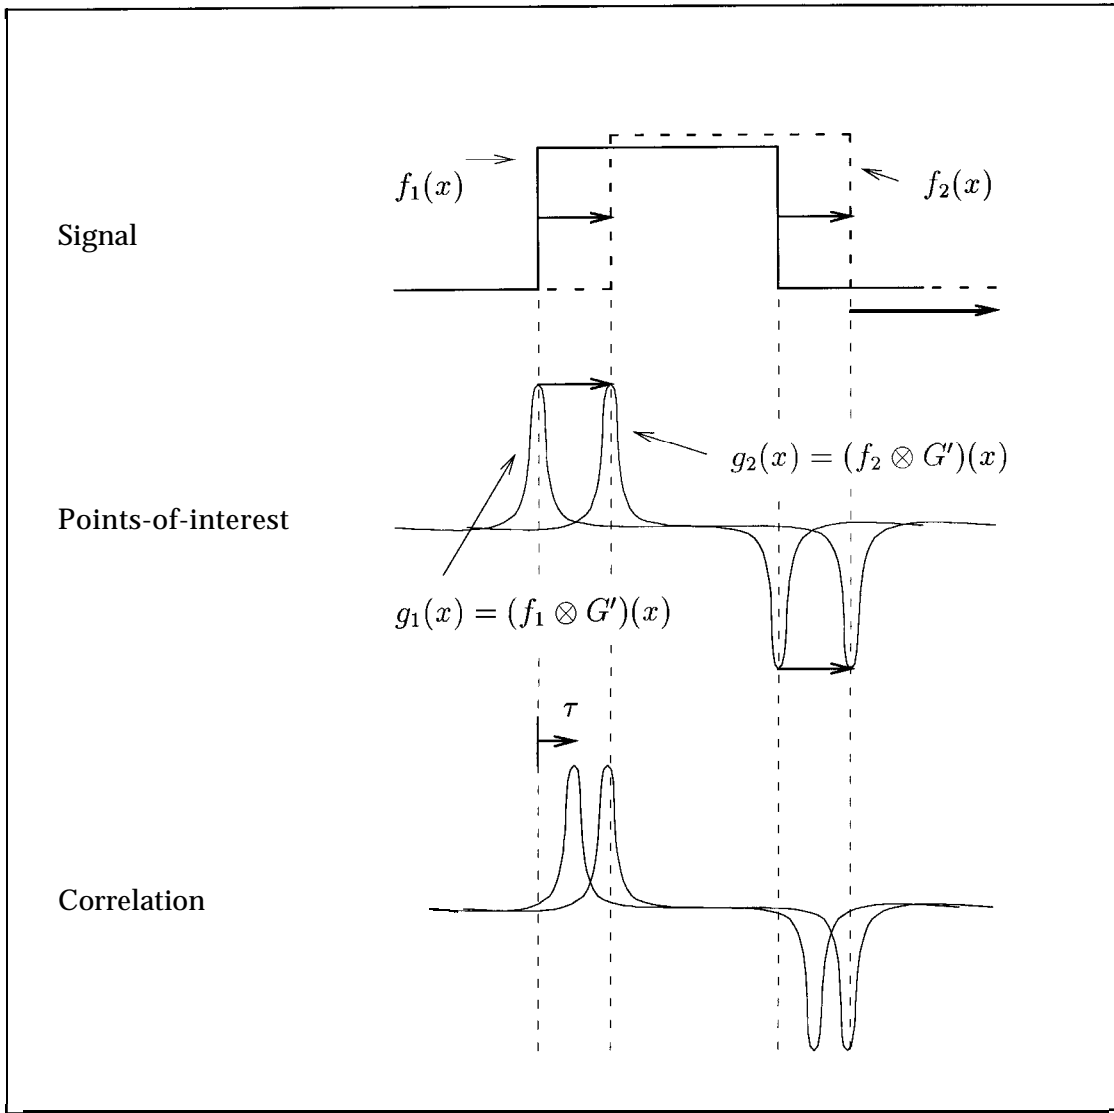 f₁(x)
f₂(x)
Signal
g₂(x) = (f₂ ⊗ G′)(x)
Points-of-interest
g₁(x) = (f₁ ⊗ G′)(x)
τ
Correlation